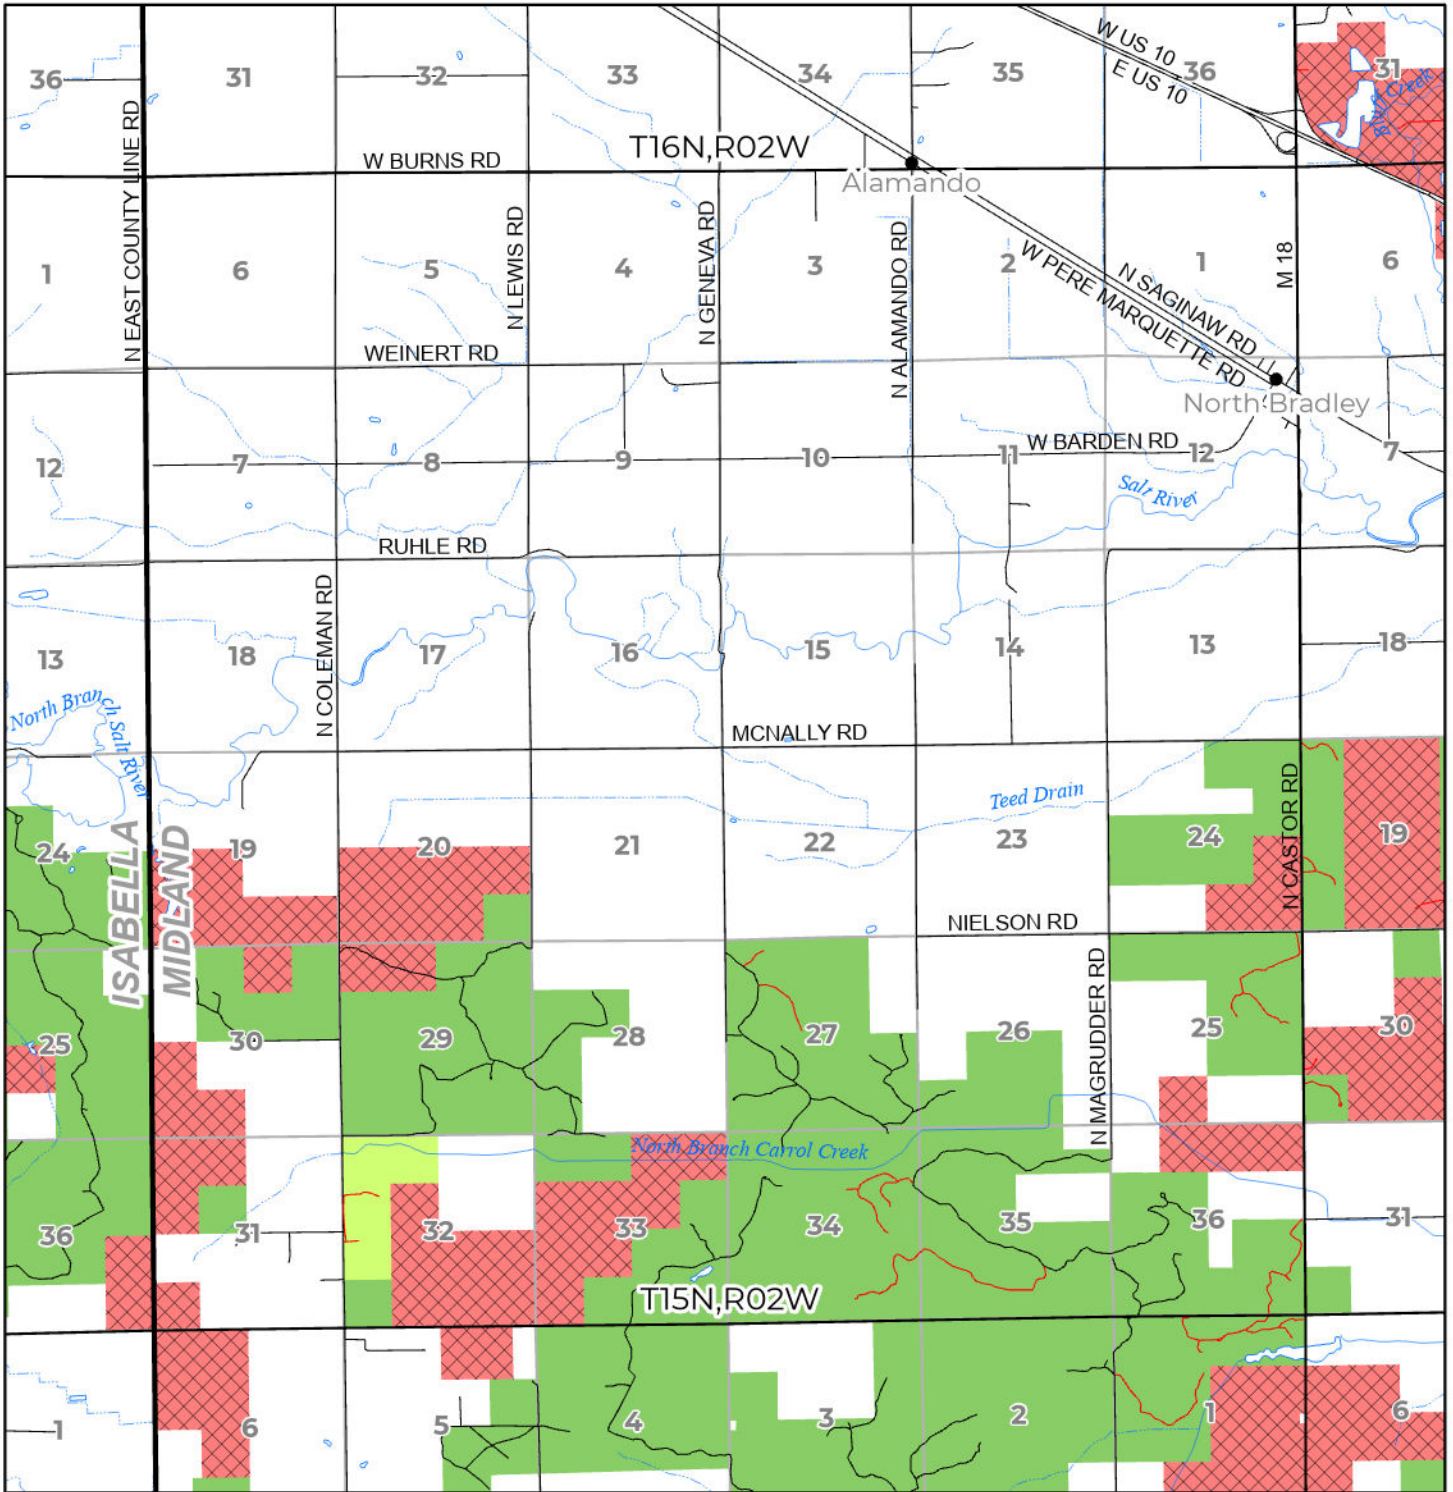 W US 10
E US 10
36
31
32
33
34
35
36
31
Bluff Creek
N EAST COUNTY LINE RD
T16N,R02W
W BURNS RD
Alamando
1
6
5
N LEWIS RD
4
N GENEVA RD
3
N ALAMANDO RD
2
1
M 18
6
N SAGINAW RD
W PERE MARQUETTE RD
WEINERT RD
North Bradley
W BARDEN RD
12
7
8
9
10
11
12
7
Salt River
RUHLE RD
N COLEMAN RD
13
18
17
16
15
14
13
18
North Branch Salt River
MCNALLY RD
Teed Drain
N CASTOR RD
24
19
20
21
22
23
24
19
ISABELLA
MIDLAND
NIELSON RD
N MAGRUDDER RD
25
30
29
28
27
26
25
30
North Branch Carrol Creek
36
31
32
33
34
35
36
31
T15N,R02W
1
6
5
4
3
2
1
6